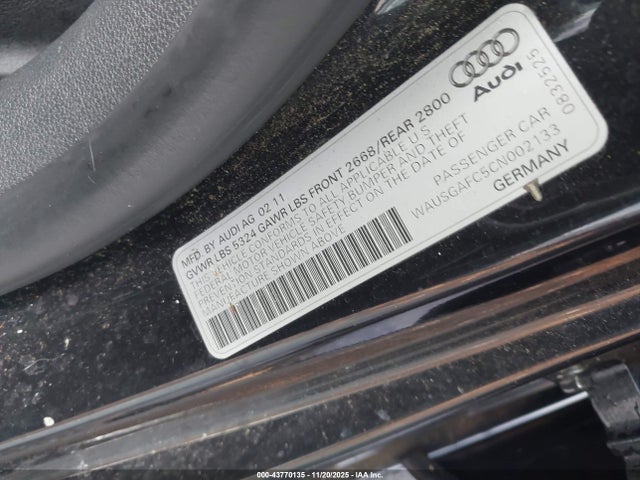 MFD BY AUDI AG 02 11
GVWR LBS 5324 GAWR LBS FRONT 2668/REAR 2800
THIS VEHICLE CONFORMS TO ALL APPLICABLE U.S.
FEDERAL MOTOR VEHICLE SAFETY BUMPER AND THEFT
PREVENTION STANDARDS IN EFFECT ON THE DATE OF
MANUFACTURE SHOWN ABOVE
Audi
0832525
PASSENGER CAR
WAUSGAFC5CN002133
GERMANY
000-43770135 - 11/20/2025 - IAA Inc.